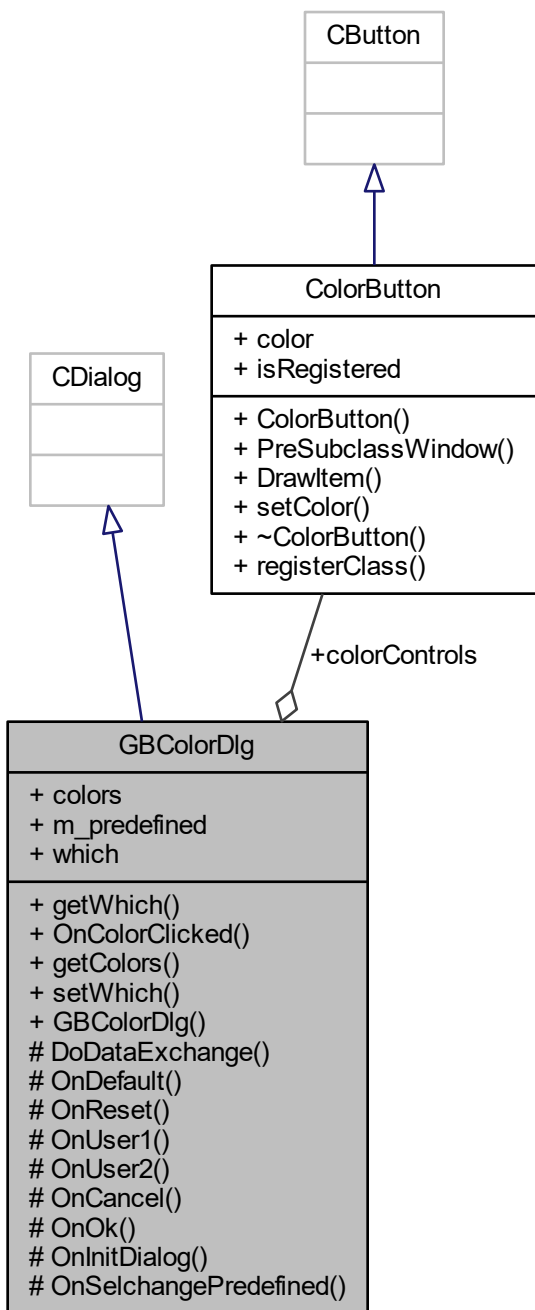 CButton
ColorButton
+ color
+ isRegistered
+ ColorButton()
+ PreSubclassWindow()
+ DrawItem()
+ setColor()
+ ~ColorButton()
+ registerClass()
CDialog
+colorControls
GBColorDlg
+ colors
+ m_predefined
+ which
+ getWhich()
+ OnColorClicked()
+ getColors()
+ setWhich()
+ GBColorDlg()
# DoDataExchange()
# OnDefault()
# OnReset()
# OnUser1()
# OnUser2()
# OnCancel()
# OnOk()
# OnInitDialog()
# OnSelchangePredefined()